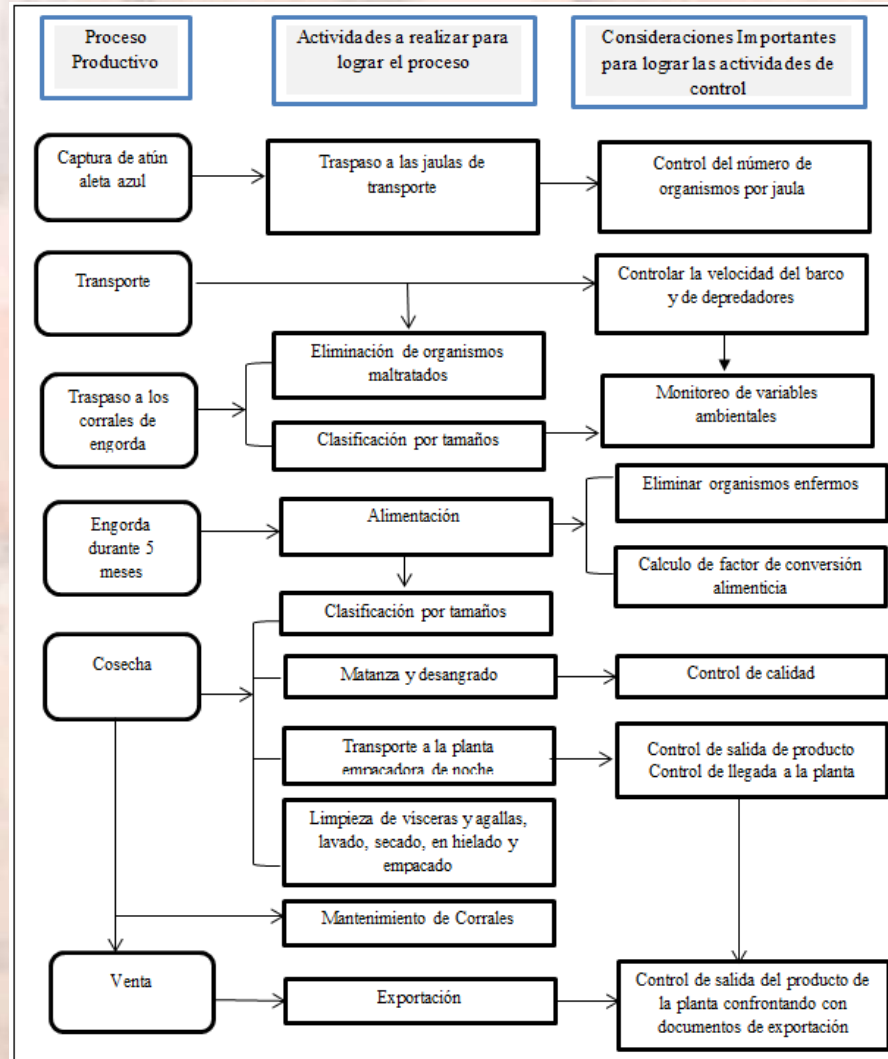 Proceso
Productivo
Actividades a realizar para
lograr el proceso
Consideraciones Importantes
para lograr las actividades de
control
Captura de atún
aleta azul
Traspaso a las jaulas de
transporte
Control del número de
organismos por jaula
Transporte
Controlar la velocidad del barco
y de depredadores
Eliminación de organismos
maltratados
Traspaso a los
corrales de
engorda
Clasificación por tamaños
Monitoreo de variables
ambientales
Engorda
durante 5
meses
Alimentación
Eliminar organismos enfermos
Calculo de factor de conversión
alimenticia
Clasificación por tamaños
Cosecha
Matanza y desangrado
Control de calidad
Transporte a la planta
empacadora de noche
Control de salida de producto
Control de llegada a la planta
Limpieza de vísceras y agallas,
lavado, secado, en hielado y
empacado
Mantenimiento de Corrales
Venta
Exportación
Control de salida del producto de
la planta confrontando con
documentos de exportación